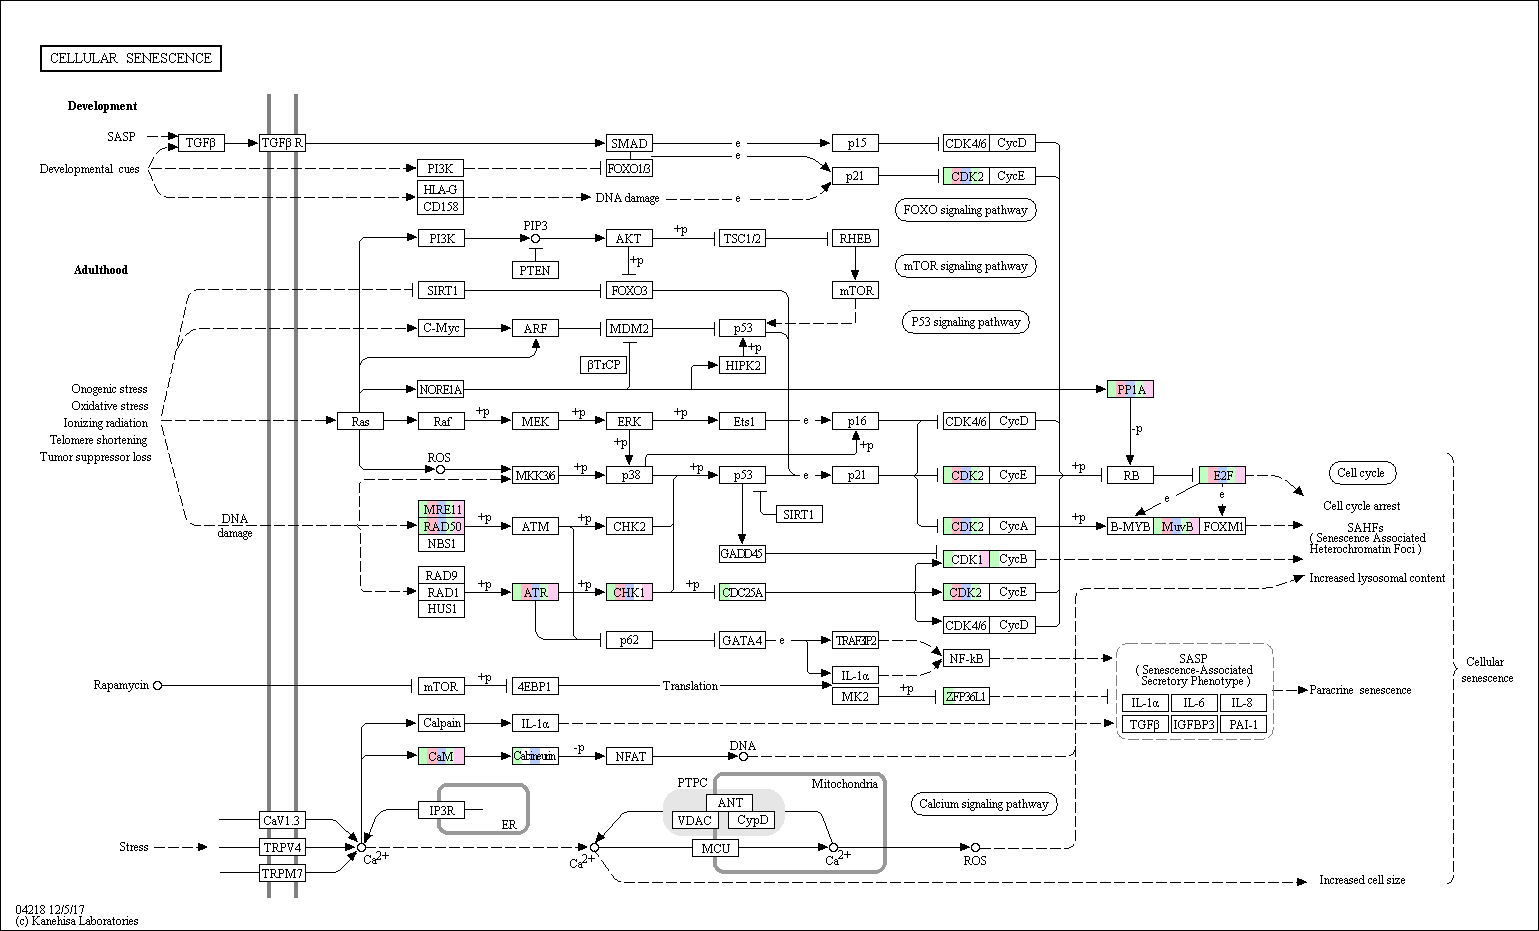 CELLULAR SENESCENCE
Development
SASP
TGFβ
TGFβ R
SMAD
e
p15
CDK4/6
CycD
e
Developmental cues
PI3K
FOXO1/3
p21
CDK2
CycE
HLA-G
CD158
DNA damage
e
FOXO signaling pathway
PIP3
PI3K
AKT
+p
TSC1/2
RHEB
PTEN
+p
mTOR signaling pathway
Adulthood
SIRT1
FOXO3
mTOR
C-Myc
ARF
MDM2
p53
P53 signaling pathway
+p
βTrCP
HIPK2
Onogenic stress
Oxidative stress
Ionizing radiation
Telomere shortening
Tumor suppressor loss
NORE1A
PP1A
Ras
Raf
+p
MEK
+p
ERK
+p
Ets1
e
p16
CDK4/6
CycD
-p
+p
+p
ROS
MKK3/6
+p
p38
+p
p53
e
p21
CDK2
CycE
+p
RB
E2F
Cell cycle
e
e
Cell cycle arrest
MRE11
RAD50
NBS1
DNA
damage
+p
ATM
CHK2
SIRT1
CDK2
CycA
+p
B-MYB
MuvB
FOXM1
SAHFs
( Senescence Associated
Heterochromatin Foci )
GADD45
CDK1
CycB
RAD9
RAD1
HUS1
+p
ATR
+p
CHK1
+p
CDC25A
CDK2
CycE
Increased lysosomal content
CDK4/6
CycD
p62
GATA4
e
TRAF3IP2
NF-kB
IL-1α
SASP
( Senescence-Associated
Secretory Phenotype )
IL-1α
IL-6
IL-8
TGFβ
IGFBP3
PAI-1
Cellular
senescence
Paracrine senescence
Rapamycin
mTOR
+p
4EBP1
Translation
MK2
+p
ZFP36L1
Calpain
IL-1α
CaM
Calcineurin
-p
NFAT
DNA
PTPC
Mitochondria
ANT
VDAC
CypD
MCU
Calcium signaling pathway
IP3R
ER
CaV1.3
Stress
TRPV4
TRPM7
Ca2+
Ca2+
Ca2+
ROS
Increased cell size
04218 12/5/17
(c) Kanehisa Laboratories